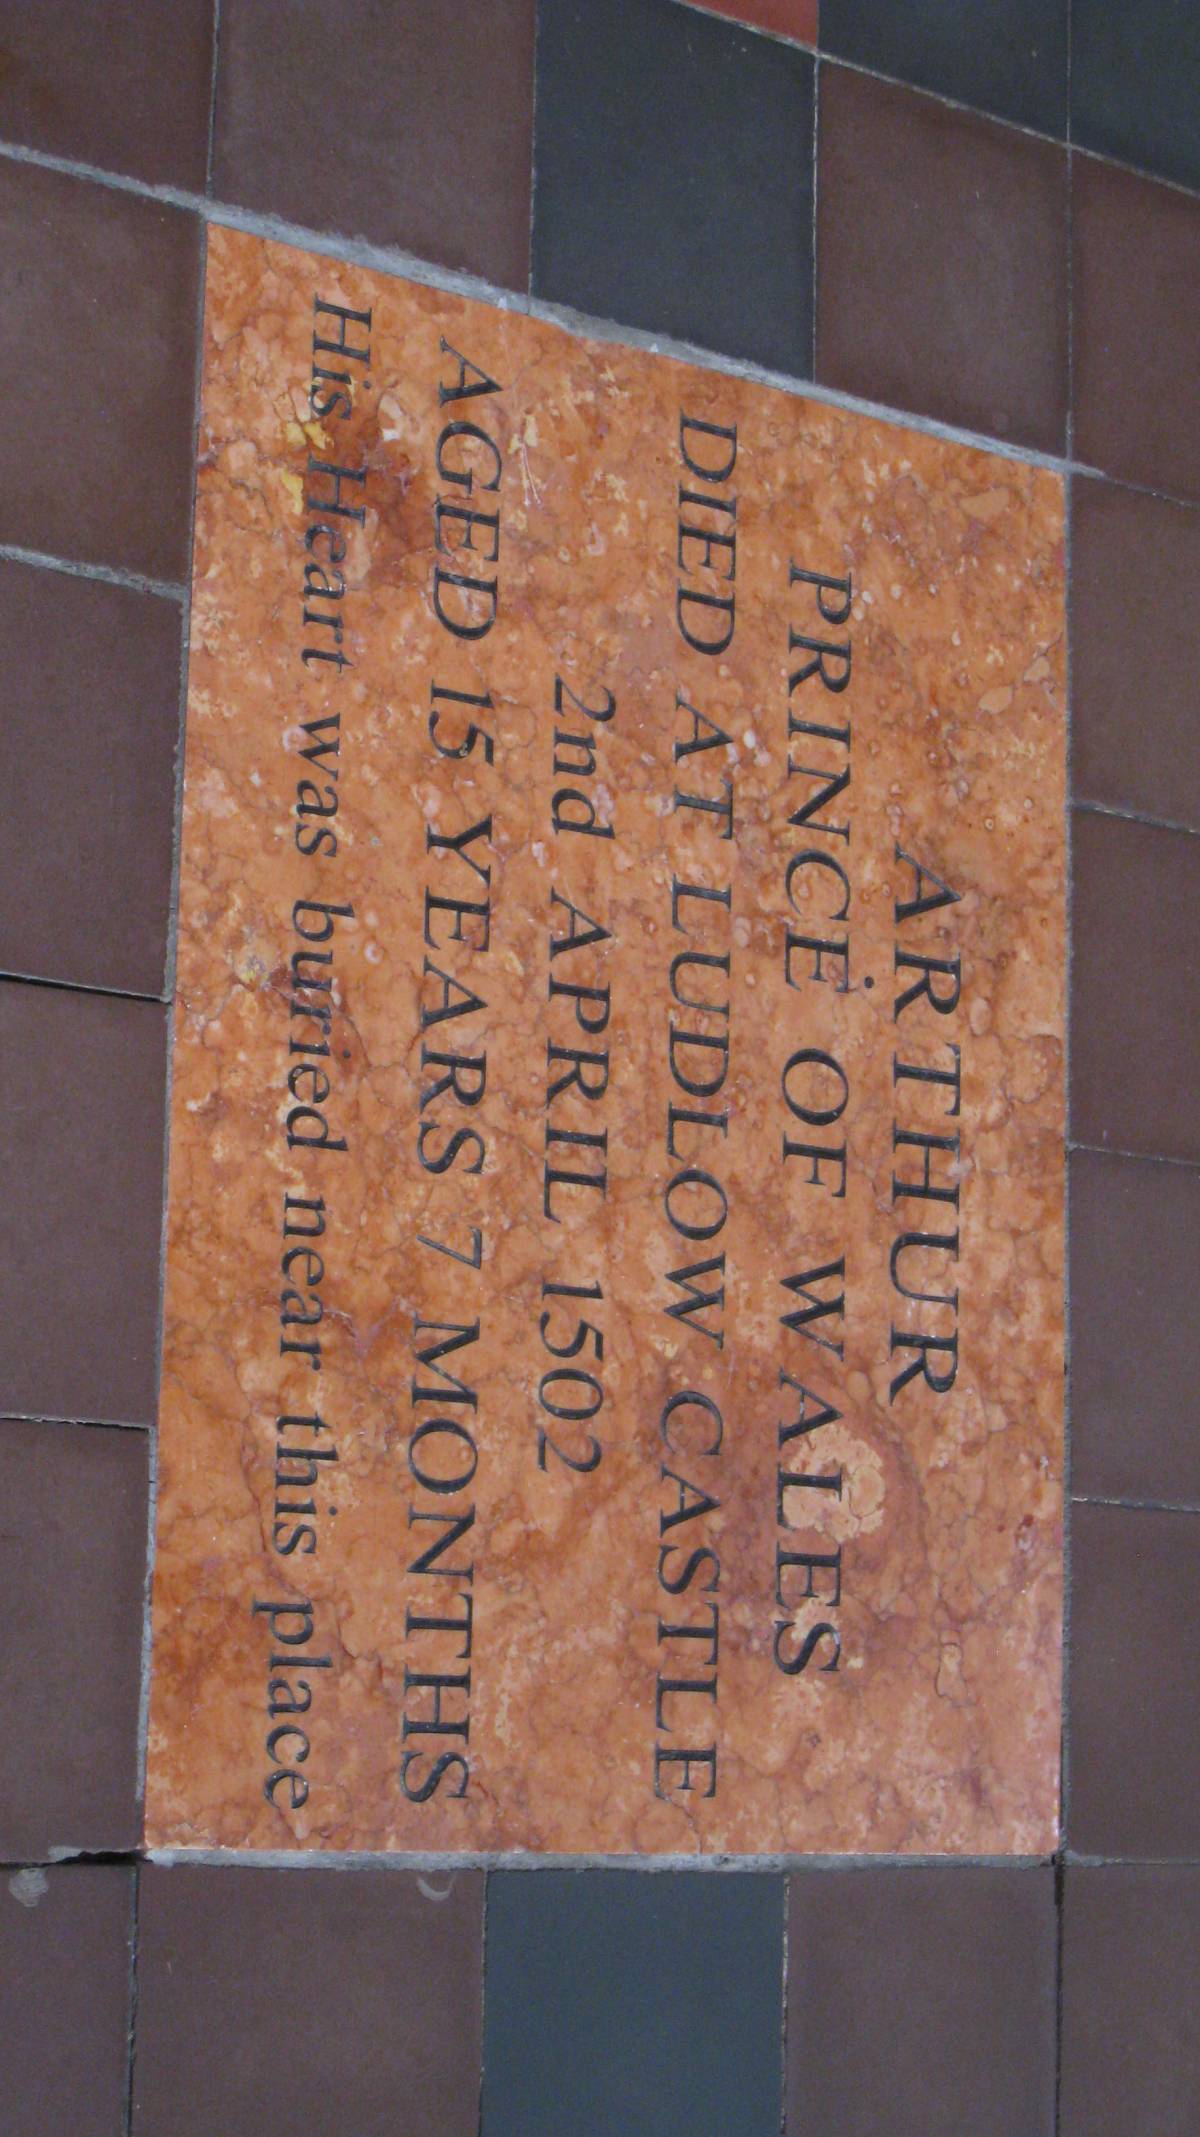 ARTHUR
PRINCE OF WALES
DIED AT LUDLOW CASTLE
2nd APRIL 1502
AGED 15 YEARS 7 MONTHS
His Heart was buried near this place